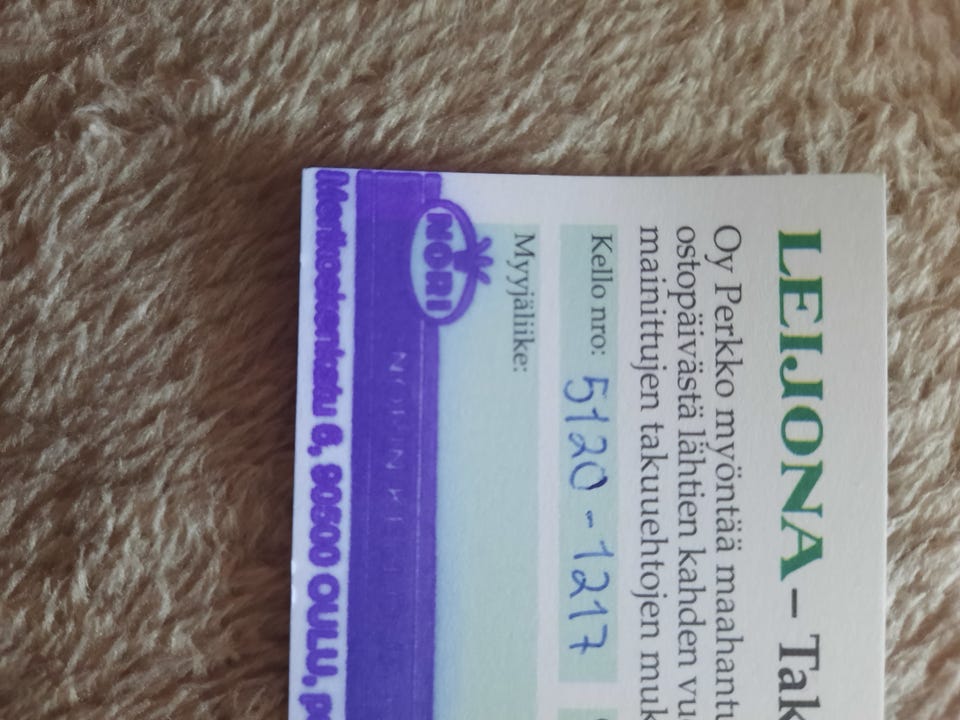 LEIJONA – Tak
Oy Perkko myöntää maahantu
ostopäivästä lähtien kahden vu
mainittujen takuuehtojen muk
Kello nro: 5120-1217
Myyjäliike:
NORI
6, 90500 OULU, p